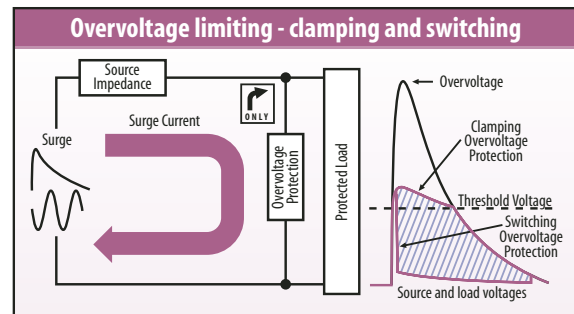 Overvoltage limiting - clamping and switching
Source
Impedance
Surge
Surge Current
ONLY
Overvoltage
Protection
Protected Load
Overvoltage
Clamping
Overvoltage
Protection
Threshold Voltage
Switching
Overvoltage
Protection
Source and load voltages